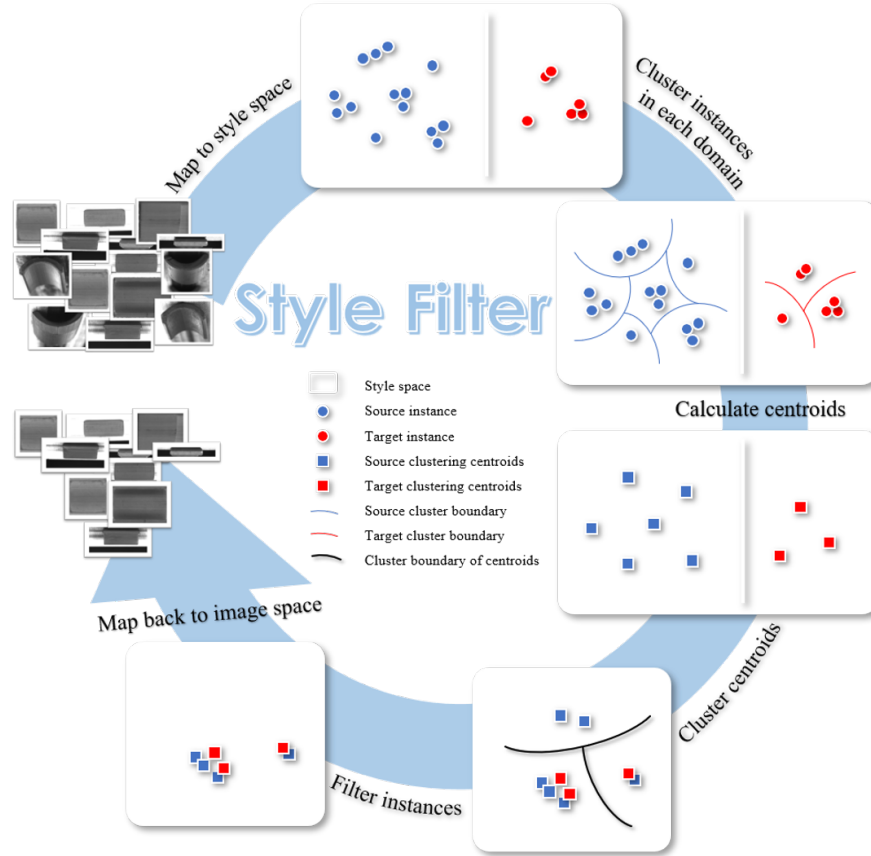 Map to style space
Cluster instances
in each domain
Style Filter
Style space
Source instance
Target instance
Source clustering centroids
Target clustering centroids
Source cluster boundary
Target cluster boundary
Cluster boundary of centroids
Calculate centroids
Cluster centroids
Filter instances
Map back to image space